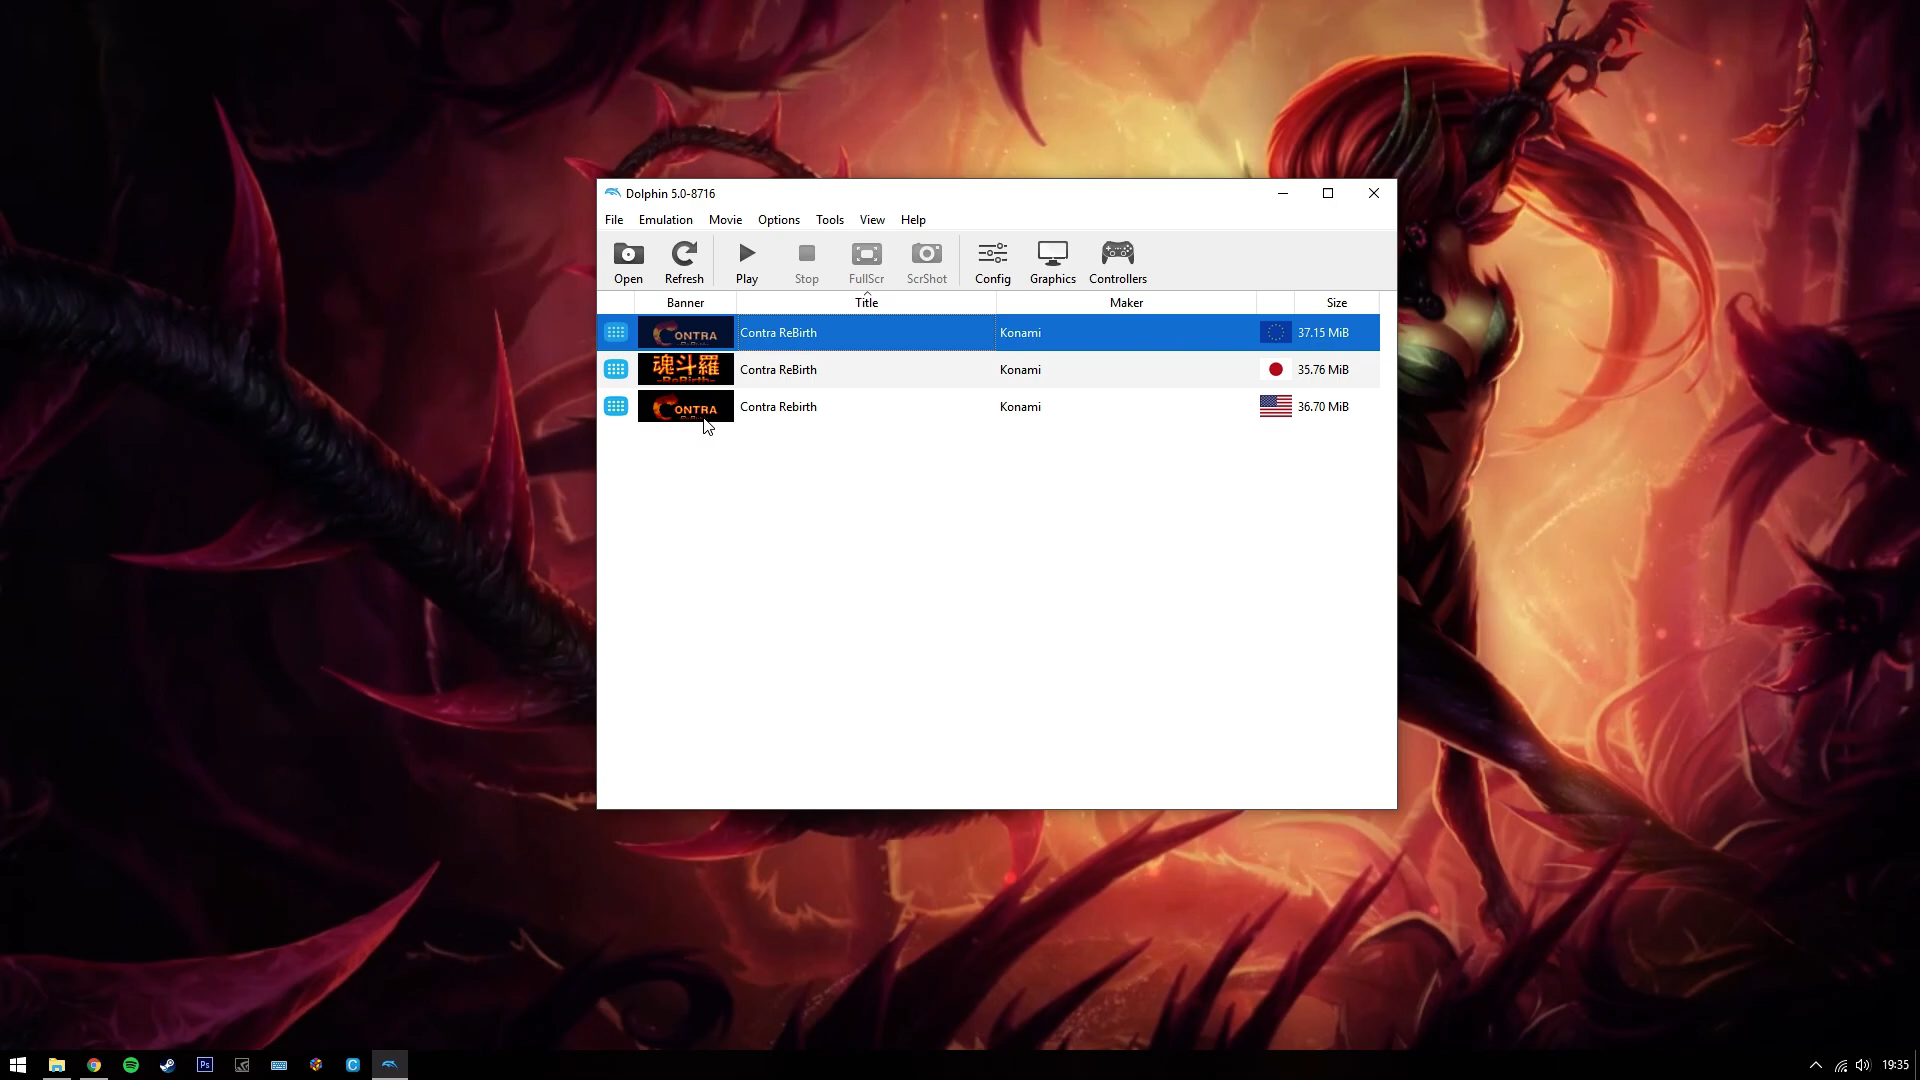 Dolphin 5.0-8716
File Emulation Movie Options Tools View Help
Open Refresh Play Stop FullScr ScrShot Config Graphics Controllers
Banner Title Maker Size
CONTRA Contra ReBirth Konami 37.15 MiB
魂斗羅 Contra ReBirth Konami 35.76 MiB
-ReBirth-
CONTRA Contra Rebirth Konami 36.70 MiB
Ps C 19:35